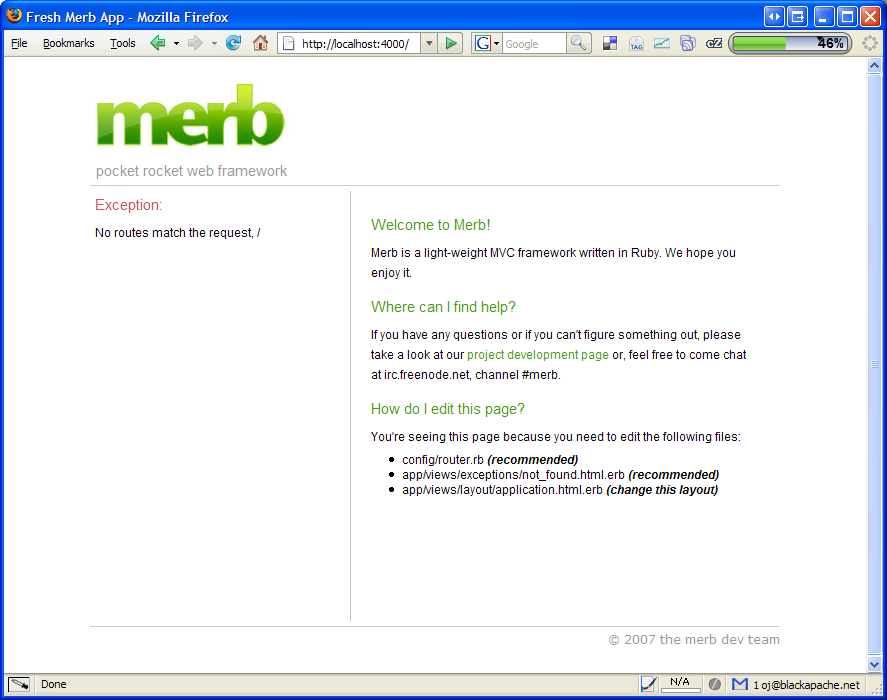 Fresh Merb App - Mozilla Firefox
File Bookmarks Tools http://localhost:4000/ G Google TAG 46%
merb
pocket rocket web framework
Exception:
No routes match the request, /
Welcome to Merb!
Merb is a light-weight MVC framework written in Ruby. We hope you
enjoy it.
Where can I find help?
If you have any questions or if you can't figure something out, please
take a look at our project development page or, feel free to come chat
at irc.freenode.net, channel #merb.
How do I edit this page?
You're seeing this page because you need to edit the following files:
config/router.rb (recommended)
app/views/exceptions/not_found.html.erb (recommended)
app/views/layout/application.html.erb (change this layout)
© 2007 the merb dev team
Done N/A 1 oj@blackapache.net